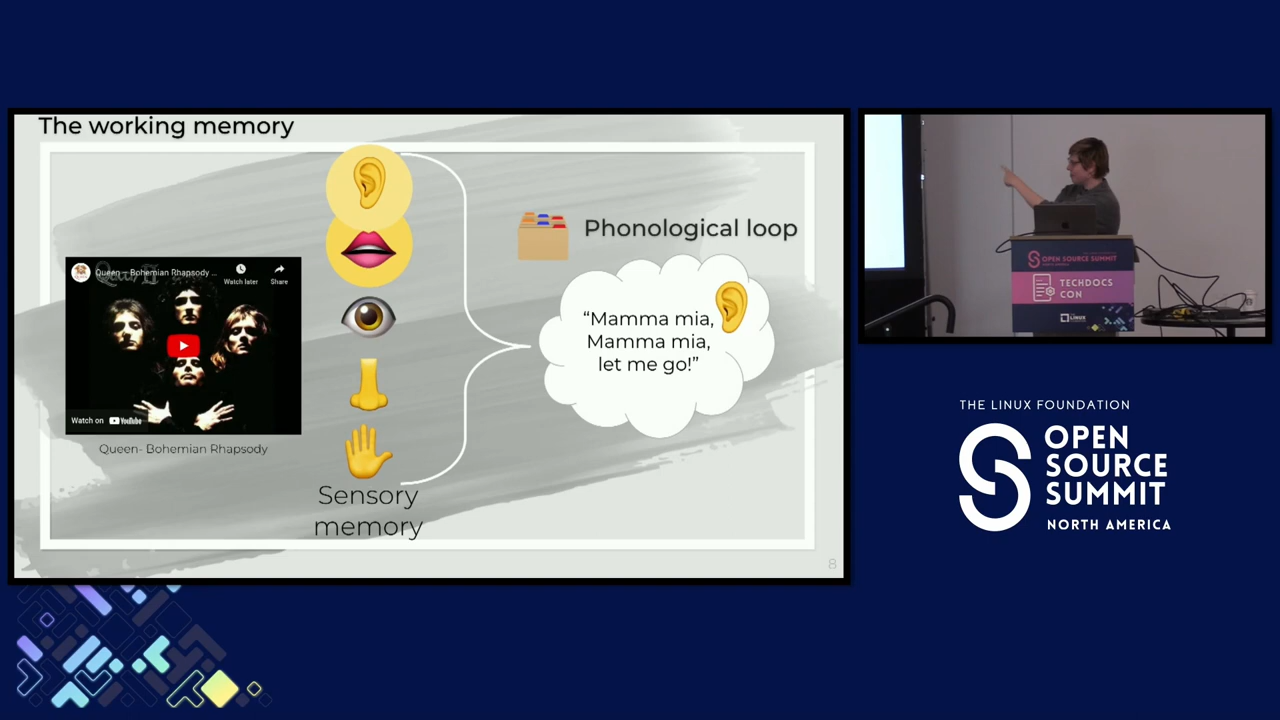 The working memory
Queen – Bohemian Rhapsody ...
Watch later
Share
Watch on
YouTube
Queen- Bohemian Rhapsody
Sensory
memory
Phonological loop
“Mamma mia,
Mamma mia,
let me go!”
8
OPEN SOURCE SUMMIT
TECHDOCS
CON
LINUX
THE LINUX FOUNDATION
OPEN
SOURCE
SUMMIT
NORTH AMERICA